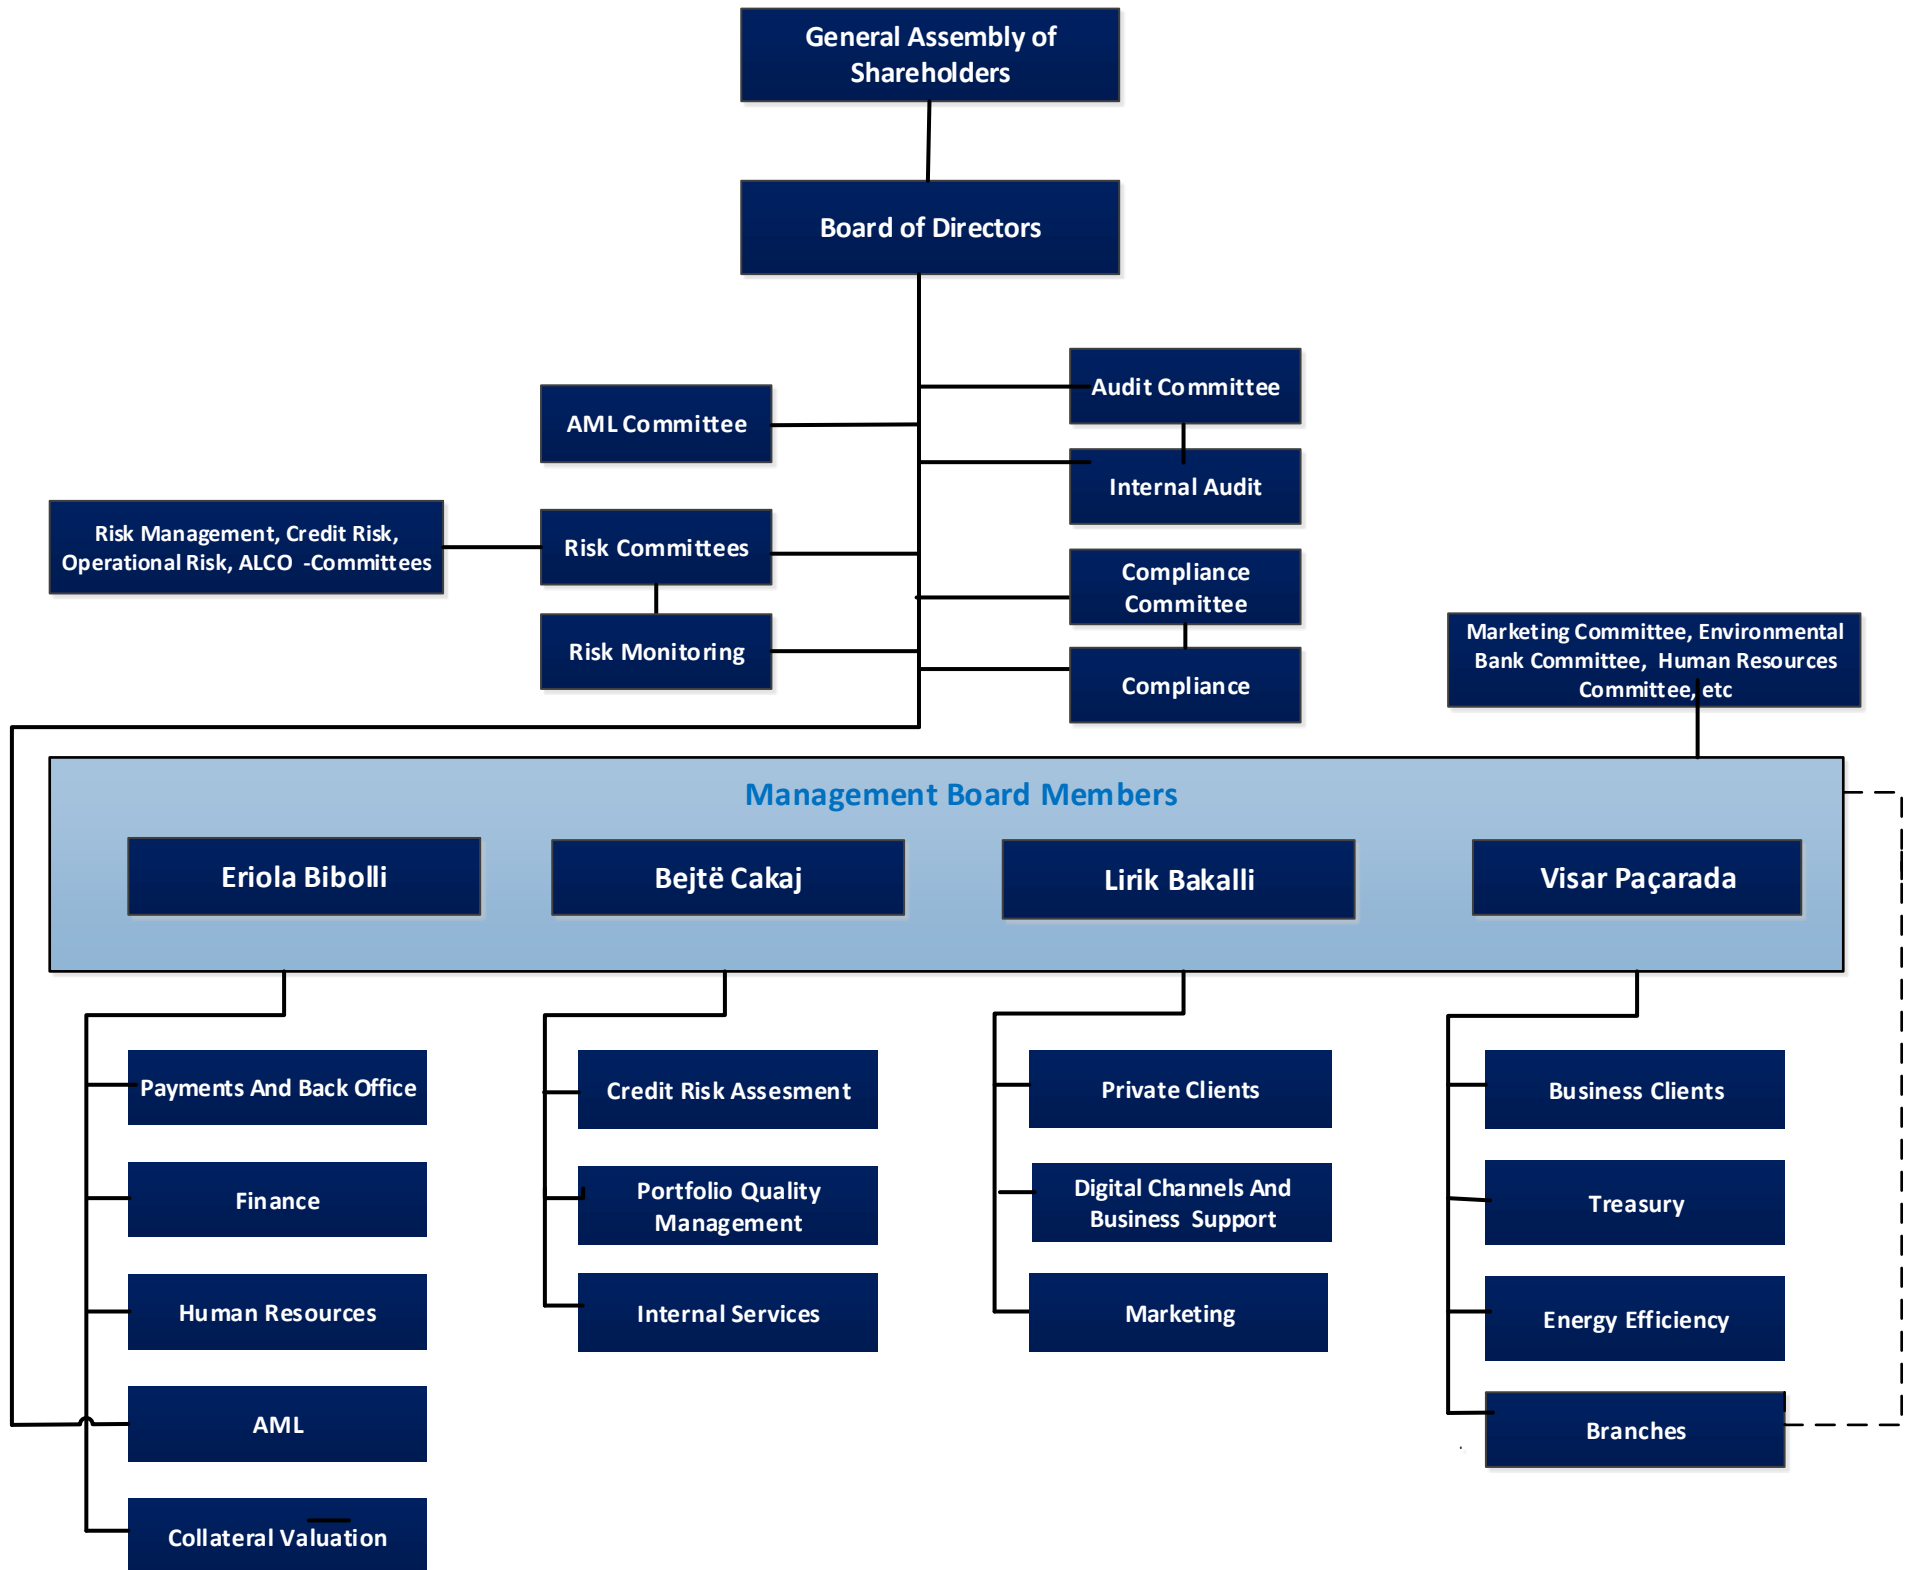 General Assembly of
Shareholders
Board of Directors
Audit Committee
AML Committee
Internal Audit
Risk Management, Credit Risk,
Operational Risk, ALCO -Committees
Risk Committees
Compliance
Committee
Risk Monitoring
Compliance
Marketing Committee, Environmental
Bank Committee, Human Resources
Committee, etc
Management Board Members
Eriola Bibolli
Bejtë Cakaj
Lirik Bakalli
Visar Paçarada
Payments And Back Office
Finance
Human Resources
AML
Collateral Valuation
Credit Risk Assesment
Portfolio Quality
Management
Internal Services
Private Clients
Digital Channels And
Business Support
Marketing
Business Clients
Treasury
Energy Efficiency
Branches